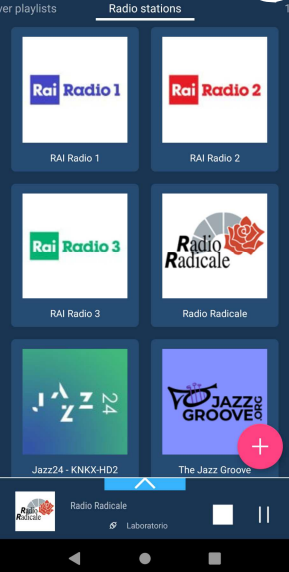 ver playlists Radio stations
Rai Radio 1
Rai Radio 2
RAI Radio 1
RAI Radio 2
Rai Radio 3
Radio
Radicale
RAI Radio 3
Radio Radicale
JAZZ 24
JAZZ
GROOVE.ORG
Jazz24 - KNKX-HD2
The Jazz Groove
Radio
Radicale
Radio Radicale
Laboratorio